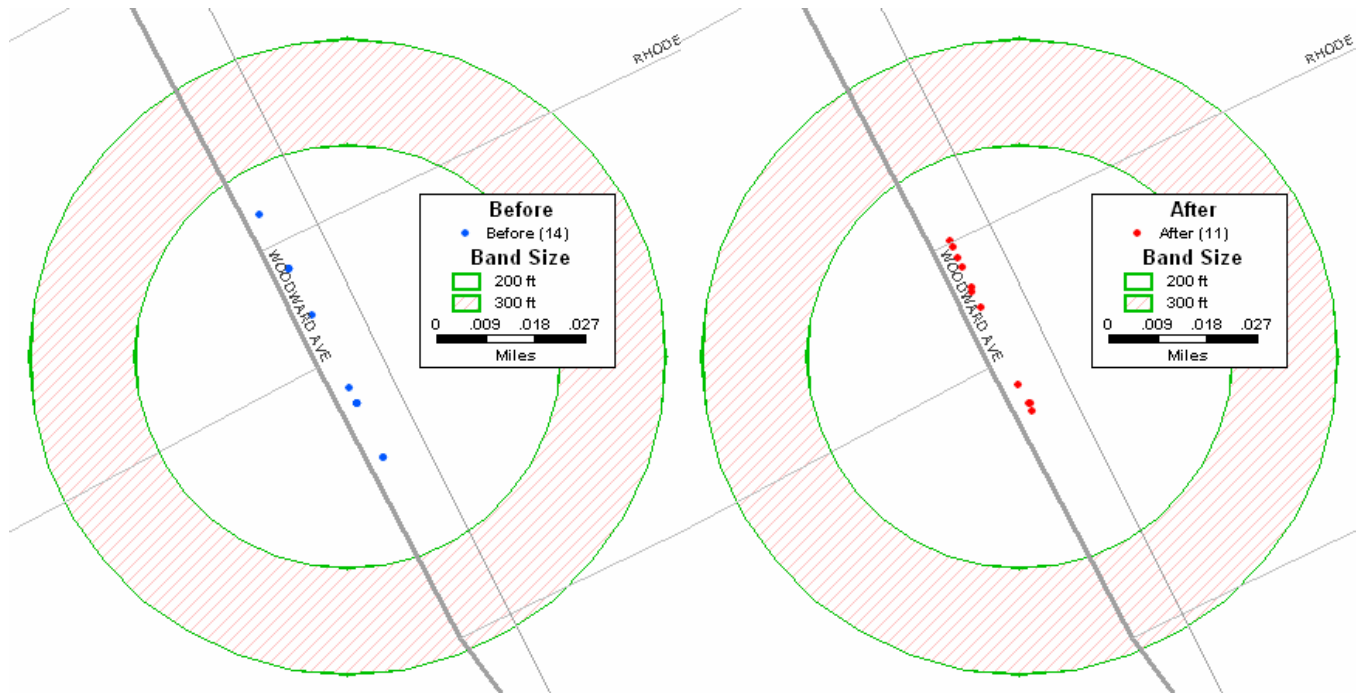 RHODE
WOODWARD AVE
Before
Before (14)
Band Size
200 ft
300 ft
0 .009 .018 .027
Miles
RHODE
WOODWARD AVE
After
After (11)
Band Size
200 ft
300 ft
0 .009 .018 .027
Miles